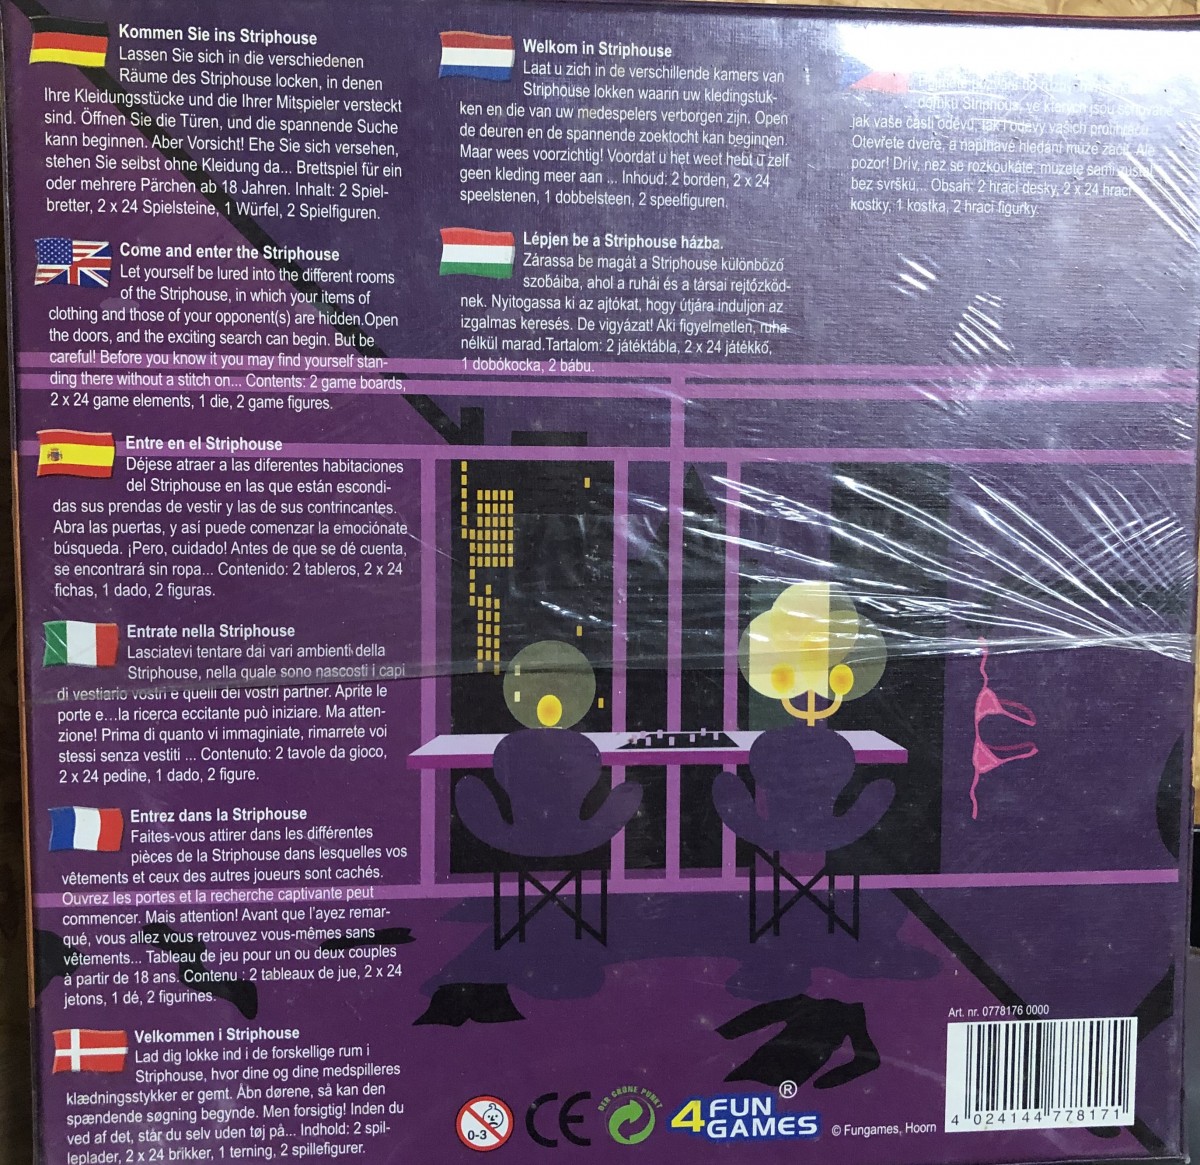 Kommen Sie ins Striphouse
Lassen Sie sich in die verschiedenen
Räume des Striphouse locken, in denen
Ihre Kleidungsstücke und die Ihrer Mitspieler versteckt
sind. Öffnen Sie die Türen, und die spannende Suche
kann beginnen. Aber Vorsicht! Ehe Sie sich versehen,
stehen Sie selbst ohne Kleidung da... Brettspiel für ein
oder mehrere Pärchen ab 18 Jahren. Inhalt: 2 Spiel-
bretter, 2 x 24 Spielsteine, 1 Würfel, 2 Spielfiguren.
Come and enter the Striphouse
Let yourself be lured into the different rooms
of the Striphouse, in which your items of
clothing and those of your opponent(s) are hidden.Open
the doors, and the exciting search can begin. But be
careful! Before you know it you may find yourself stan-
ding there without a stitch on... Contents: 2 game boards,
2 x 24 game elements, 1 die, 2 game figures.
Entre en el Striphouse
Déjese atraer a las diferentes habitaciones
del Striphouse en las que están escondi-
das sus prendas de vestir y las de sus contrincantes.
Abra las puertas, y así puede comenzar la emociónate
búsqueda. ¡Pero, cuidado! Antes de que se dé cuenta,
se encontrará sin ropa... Contenido: 2 tableros, 2 x 24
fichas, 1 dado, 2 figuras.
Entrate nella Striphouse
Lasciatevi tentare dai vari ambienti della
Striphouse, nella quale sono nascosti i capi
di vestiario vostri e quelli dei vostri partner. Aprite le
porte e...la ricerca eccitante può iniziare. Ma atten-
zione! Prima di quanto vi immaginiate, rimarrete voi
stessi senza vestiti ... Contenuto: 2 tavole da gioco,
2 x 24 pedine, 1 dado, 2 figure.
Entrez dans la Striphouse
Faites-vous attirer dans les différentes
pièces de la Striphouse dans lesquelles vos
vêtements et ceux des autres joueurs sont cachés.
Ouvrez les portes et la recherche captivante peut
commencer. Mais attention! Avant que l'ayez remar-
qué, vous allez vous retrouvez vous-mêmes sans
vêtements... Tableau de jeu pour un ou deux couples
à partir de 18 ans. Contenu : 2 tableaux de jue, 2 x 24
jetons, 1 dé, 2 figurines.
Velkommen i Striphouse
Lad dig lokke ind i de forskellige rum i
Striphouse, hvor dine og dine medspilleres
klædningsstykker er gemt. Åbn dørene, så kan den
spændende søgning begynde. Men forsigtig! Inden du
ved af det, står du selv uden tøj på... Indhold: 2 spil-
leplader, 2 x 24 brikker, 1 terning, 2 spillefigurer.
Welkom in Striphouse
Laat u zich in de verschillende kamers van
Striphouse lokken waarin uw kledingstuk-
ken en die van uw medespelers verborgen zijn. Open
de deuren en de spannende zoektocht kan beginnen.
Maar wees voorzichtig! Voordat u het weet hebt u zelf
geen kleding meer aan ... Inhoud: 2 borden, 2 x 24
speelstenen, 1 dobbelsteen, 2 speelfiguren.
Lépjen be a Striphouse házba.
Zárassa be magát a Striphouse különböző
szobáiba, ahol a ruhái és a társai rejtőzköd-
nek. Nyitogassa ki az ajtókat, hogy útjára induljon az
izgalmas keresés. De vigyázat! Aki figyelmetlen, ruha
nélkül marad.Tartalom: 2 játéktábla, 2 x 24 játékkő,
1 dobókocka, 2 bábu.
domku Striphous, ve kterých jsou
jak vaše části oděvu, tak i oděvy vašich
Otevřete dveře, a napínavé hledání může začít. Ale
pozor! Dřív, než se rozkoukáte, můzete sami
bez svršků... Obsah: 2 hrací desky, 2 x 24 hrací
kostky, 1 kostka, 2 hrací figurky.
Art. nr. 0778176 0000
4 024144 778171
0-3
CE
DER GRÜNE PUNKT
4 FUN GAMES ®
© Fungames, Hoorn